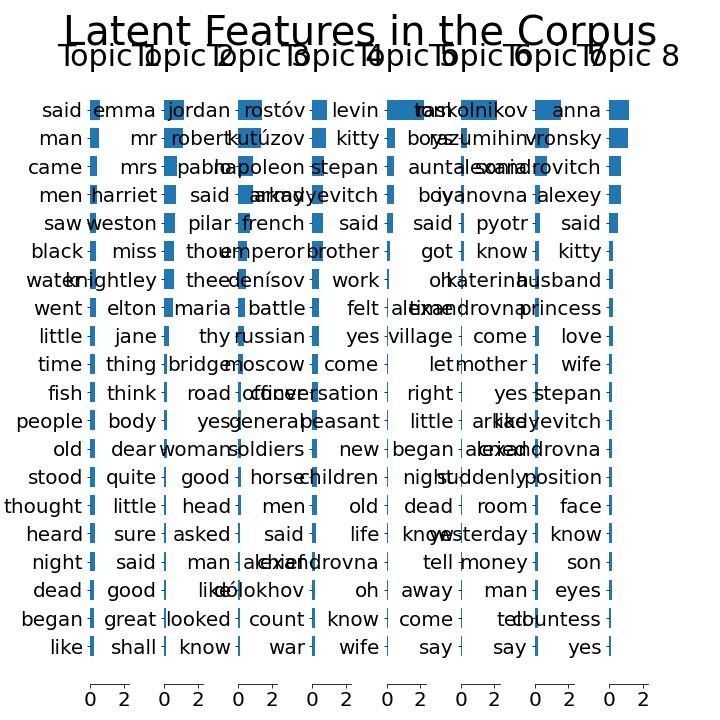 Latent Features in the Corpus
Topic 1 Topic 2 Topic 3 Topic 4 Topic 5 Topic 6 Topic 7 Topic 8
said emma jordan rostóv levin tom raskolnikov anna
man mr robert kutúzov kitty boys razumihin vronsky
came mrs pablo napoleon stepan aunt sonia alexandrovitch
men harriet said army arkadyevitch boy ivanovna alexey
saw weston pilar french said said pyotr said
black miss thou emperor brother got know kitty
water knightley thee denísov work oh katerina husband
went elton maria battle felt time alexandrovna princess
little jane thy russian yes village come love
time thing bridge moscow come let mother wife
fish think road officer conversation right yes stepan
people body yes general peasant little like arkadyevitch
old dear woman soldiers new began cried alexandrovna
stood quite good horse children night suddenly position
thought little head men old dead room face
heard sure asked said life know yesterday know
night said man chief alexandrovna tell money son
dead good like dólokhov oh away man eyes
began great looked count know come tell countess
like shall know war wife say say yes
0 2 0 2 0 2 0 2 0 2 0 2 0 2 0 2